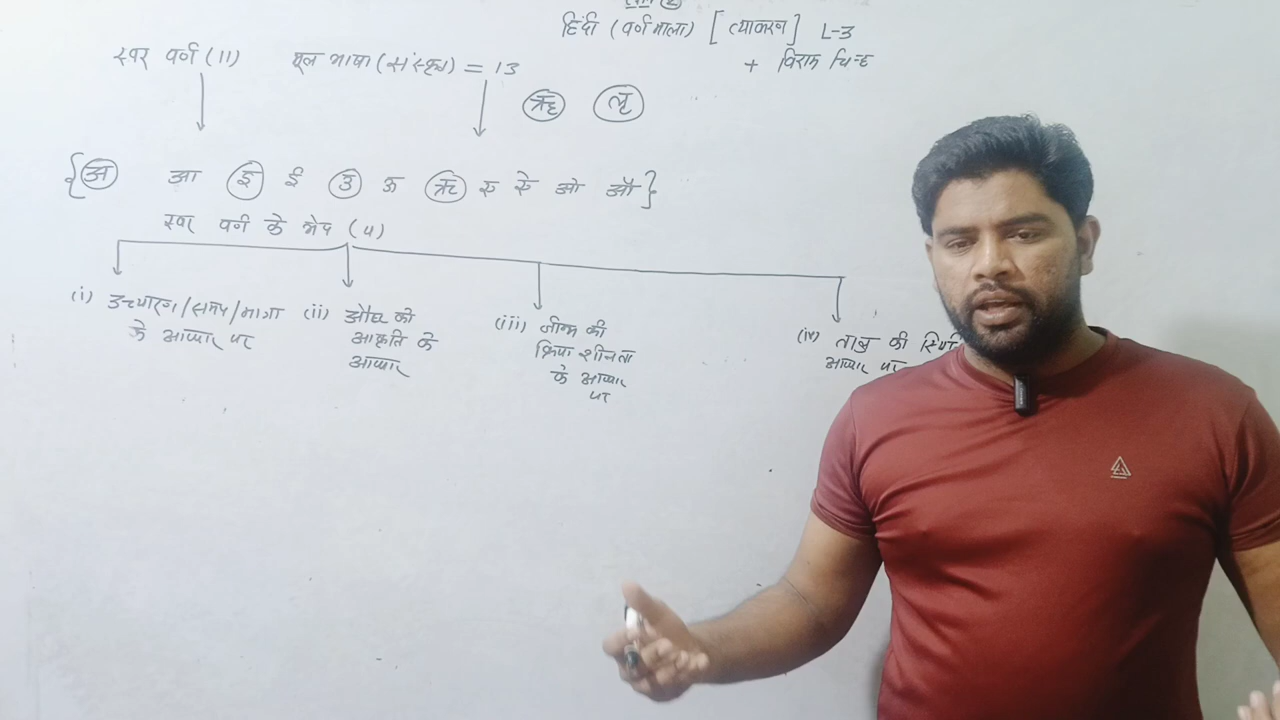 हिंदी (वर्णमाला) [व्याकरण] L-3
+ विराम चिन्ह
स्वर वर्ण (11) मूल भाषा (संस्कृत) = 13
ॠ ऌ
{अ आ इ ई उ ऊ ऋ ए ऐ ओ औ}
स्वर वर्ण के भेद (4)
(i) उच्चारण/समय/मात्रा के आधार पर
(ii) ओष्ठ की आकृति के आधार
(iii) जीभ की क्रियाशीलता के आधार पर
(iv) तालु की आधार पर